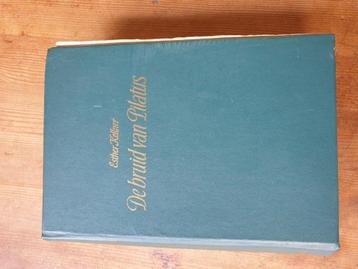 Esther Kellner
De bruid van Pilatus